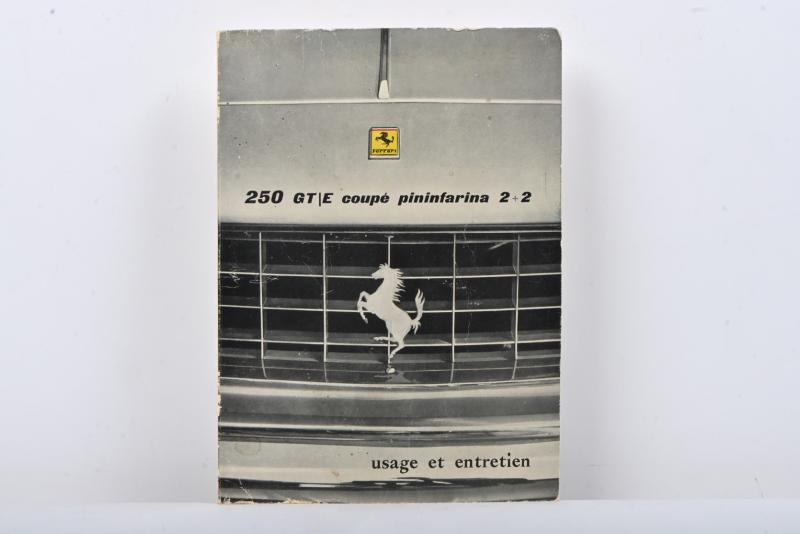 Ferrari
250 GT|E coupé pininfarina 2+2
usage et entretien